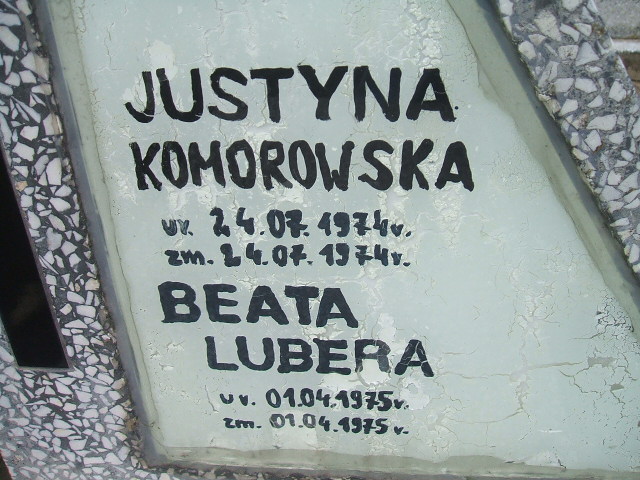 JUSTYNA
KOMOROWSKA
ur. 24.07.1974r.
zm. 24.07.1974r.
BEATA
LUBERA
ur. 01.04.1975r.
zm. 01.04.1975r.